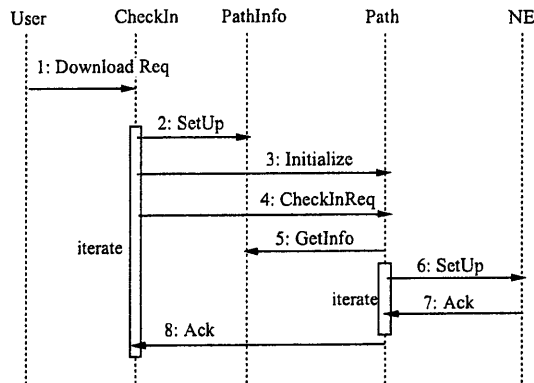 User CheckIn PathInfo Path NE
1: Download Req
2: SetUp
3: Initialize
4: CheckInReq
5: GetInfo
iterate
6: SetUp
iterate
7: Ack
8: Ack